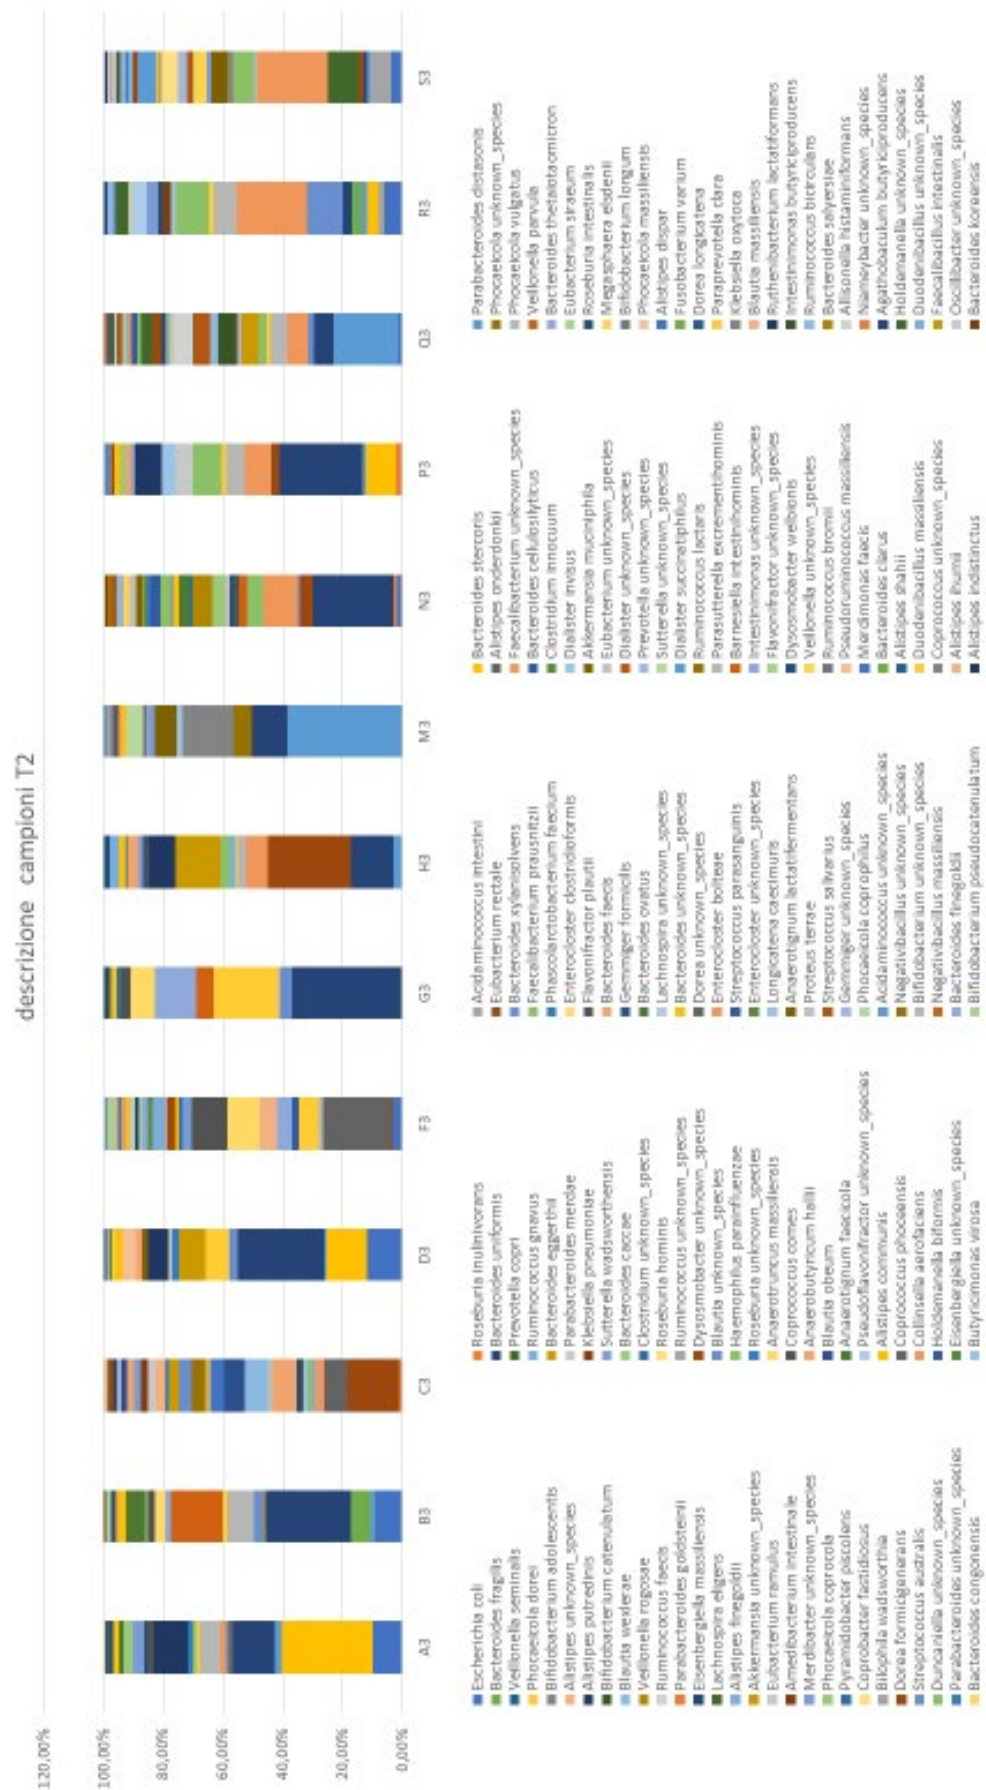 descrizione campioni T2
120,00%
100,00%
80,00%
60,00%
40,00%
20,00%
0,00%
A3 B3 C3 D3 F3 G3 H3 M3 N3 P3 Q3 R3 S3
Escherichia coli Roseburia inulinivorans Acidaminococcus intestini Bacteroides stercoris Parabacteroides distasonis
Bacteroides fragilis Bacteroides uniformis Eubacterium rectale Alistipes onderdonkii Phocaeicola unknown_species
Veillonella seminalis Prevotella copri Bacteroides xylanisolvens Faecalibacterium unknown_species Phocaeicola vulgatus
Phocaeicola dorei Ruminococcus gnavus Faecalibacterium prausnitzii Bacteroides cellulosilyticus Veillonella parvula
Bifidobacterium adolescentis Bacteroides eggerthii Phascolarctobacterium faecium Clostridium innocuum Bacteroides thetaiotaomicron
Alistipes unknown_species Parabacteroides merdae Enterocloster clostridioformis Dialister invisus Eubacterium siraeum
Alistipes putredinis Klebsiella pneumoniae Flavonifractor plautii Akkermansia muciniphila Roseburia intestinalis
Bifidobacterium catenulatum Sutterella wadsworthensis Bacteroides faecis Eubacterium unknown_species Megasphaera elsdenii
Blautia wexlerae Bacteroides caccae Gemmiger formicilis Dialister unknown_species Bifidobacterium longum
Veillonella rogosae Clostridium unknown_species Bacteroides ovatus Prevotella unknown_species Phocaeicola massiliensis
Ruminococcus faecis Roseburia hominis Lachnospira unknown_species Sutterella unknown_species Alistipes dispar
Parabacteroides goldsteinii Ruminococcus unknown_species Bacteroides unknown_species Dialister succinatiphilus Fusobacterium varium
Eisenbergiella massiliensis Dysosmobacter unknown_species Dorea unknown_species Ruminococcus lactaris Dorea longicatena
Lachnospira eligens Blautia unknown_species Enterocloster bolteae Parasutterella excrementihominis Paraprevotella clara
Alistipes finegoldii Haemophilus parainfluenzae Streptococcus parasanguinis Barnesiella intestinihominis Klebsiella oxytoca
Akkermansia unknown_species Roseburia unknown_species Enterocloster unknown_species Intestinimonas unknown_species Blautia massiliensis
Eubacterium ramulus Anaerotruncus massiliensis Longicatena caecimuris Flavonifractor unknown_species Ruthenibacterium lactatiformans
Amedibacterium intestinale Coprococcus comes Anaerotignum lactatifermentans Dysosmobacter welbionis Intestinimonas butyriciproducens
Merdibacter unknown_species Anaerobutyricum hallii Proteus terrae Veillonella unknown_species Ruminococcus bicirculans
Phocaeicola coprocola Blautia obeum Streptococcus salivarius Ruminococcus bromii Bacteroides salyersiae
Pyramidobacter piscolens Anaerotignum faecicola Gemmiger unknown_species Pseudoruminococcus massiliensis Allisonella histaminiformans
Coprobacter fastidiosus Pseudoflavonifractor unknown_species Phocaeicola coprophilus Merdimonas faecis Nameybacter unknown_species
Bilophila wadsworthia Alistipes communis Acidaminococcus unknown_species Bacteroides clarus Agathobaculum butyriciproducens
Dorea formicigenerans Coprococcus phoceensis Negativibacillus unknown_species Alistipes shahii Holdemanella unknown_species
Streptococcus australis Collinsella aerofaciens Bifidobacterium unknown_species Duodenibacillus massiliensis Duodenibacillus unknown_species
Duncaniella unknown_species Holdemanella biformis Negativibacillus massiliensis Coprococcus unknown_species Faecalibacillus intestinalis
Parabacteroides unknown_species Eisenbergiella unknown_species Bacteroides finegoldii Alistipes ihumii Oscillibacter unknown_species
Bacteroides congonensis Butyricimonas virosa Bifidobacterium pseudocatenulatum Alistipes indistinctus Bacteroides koreensis